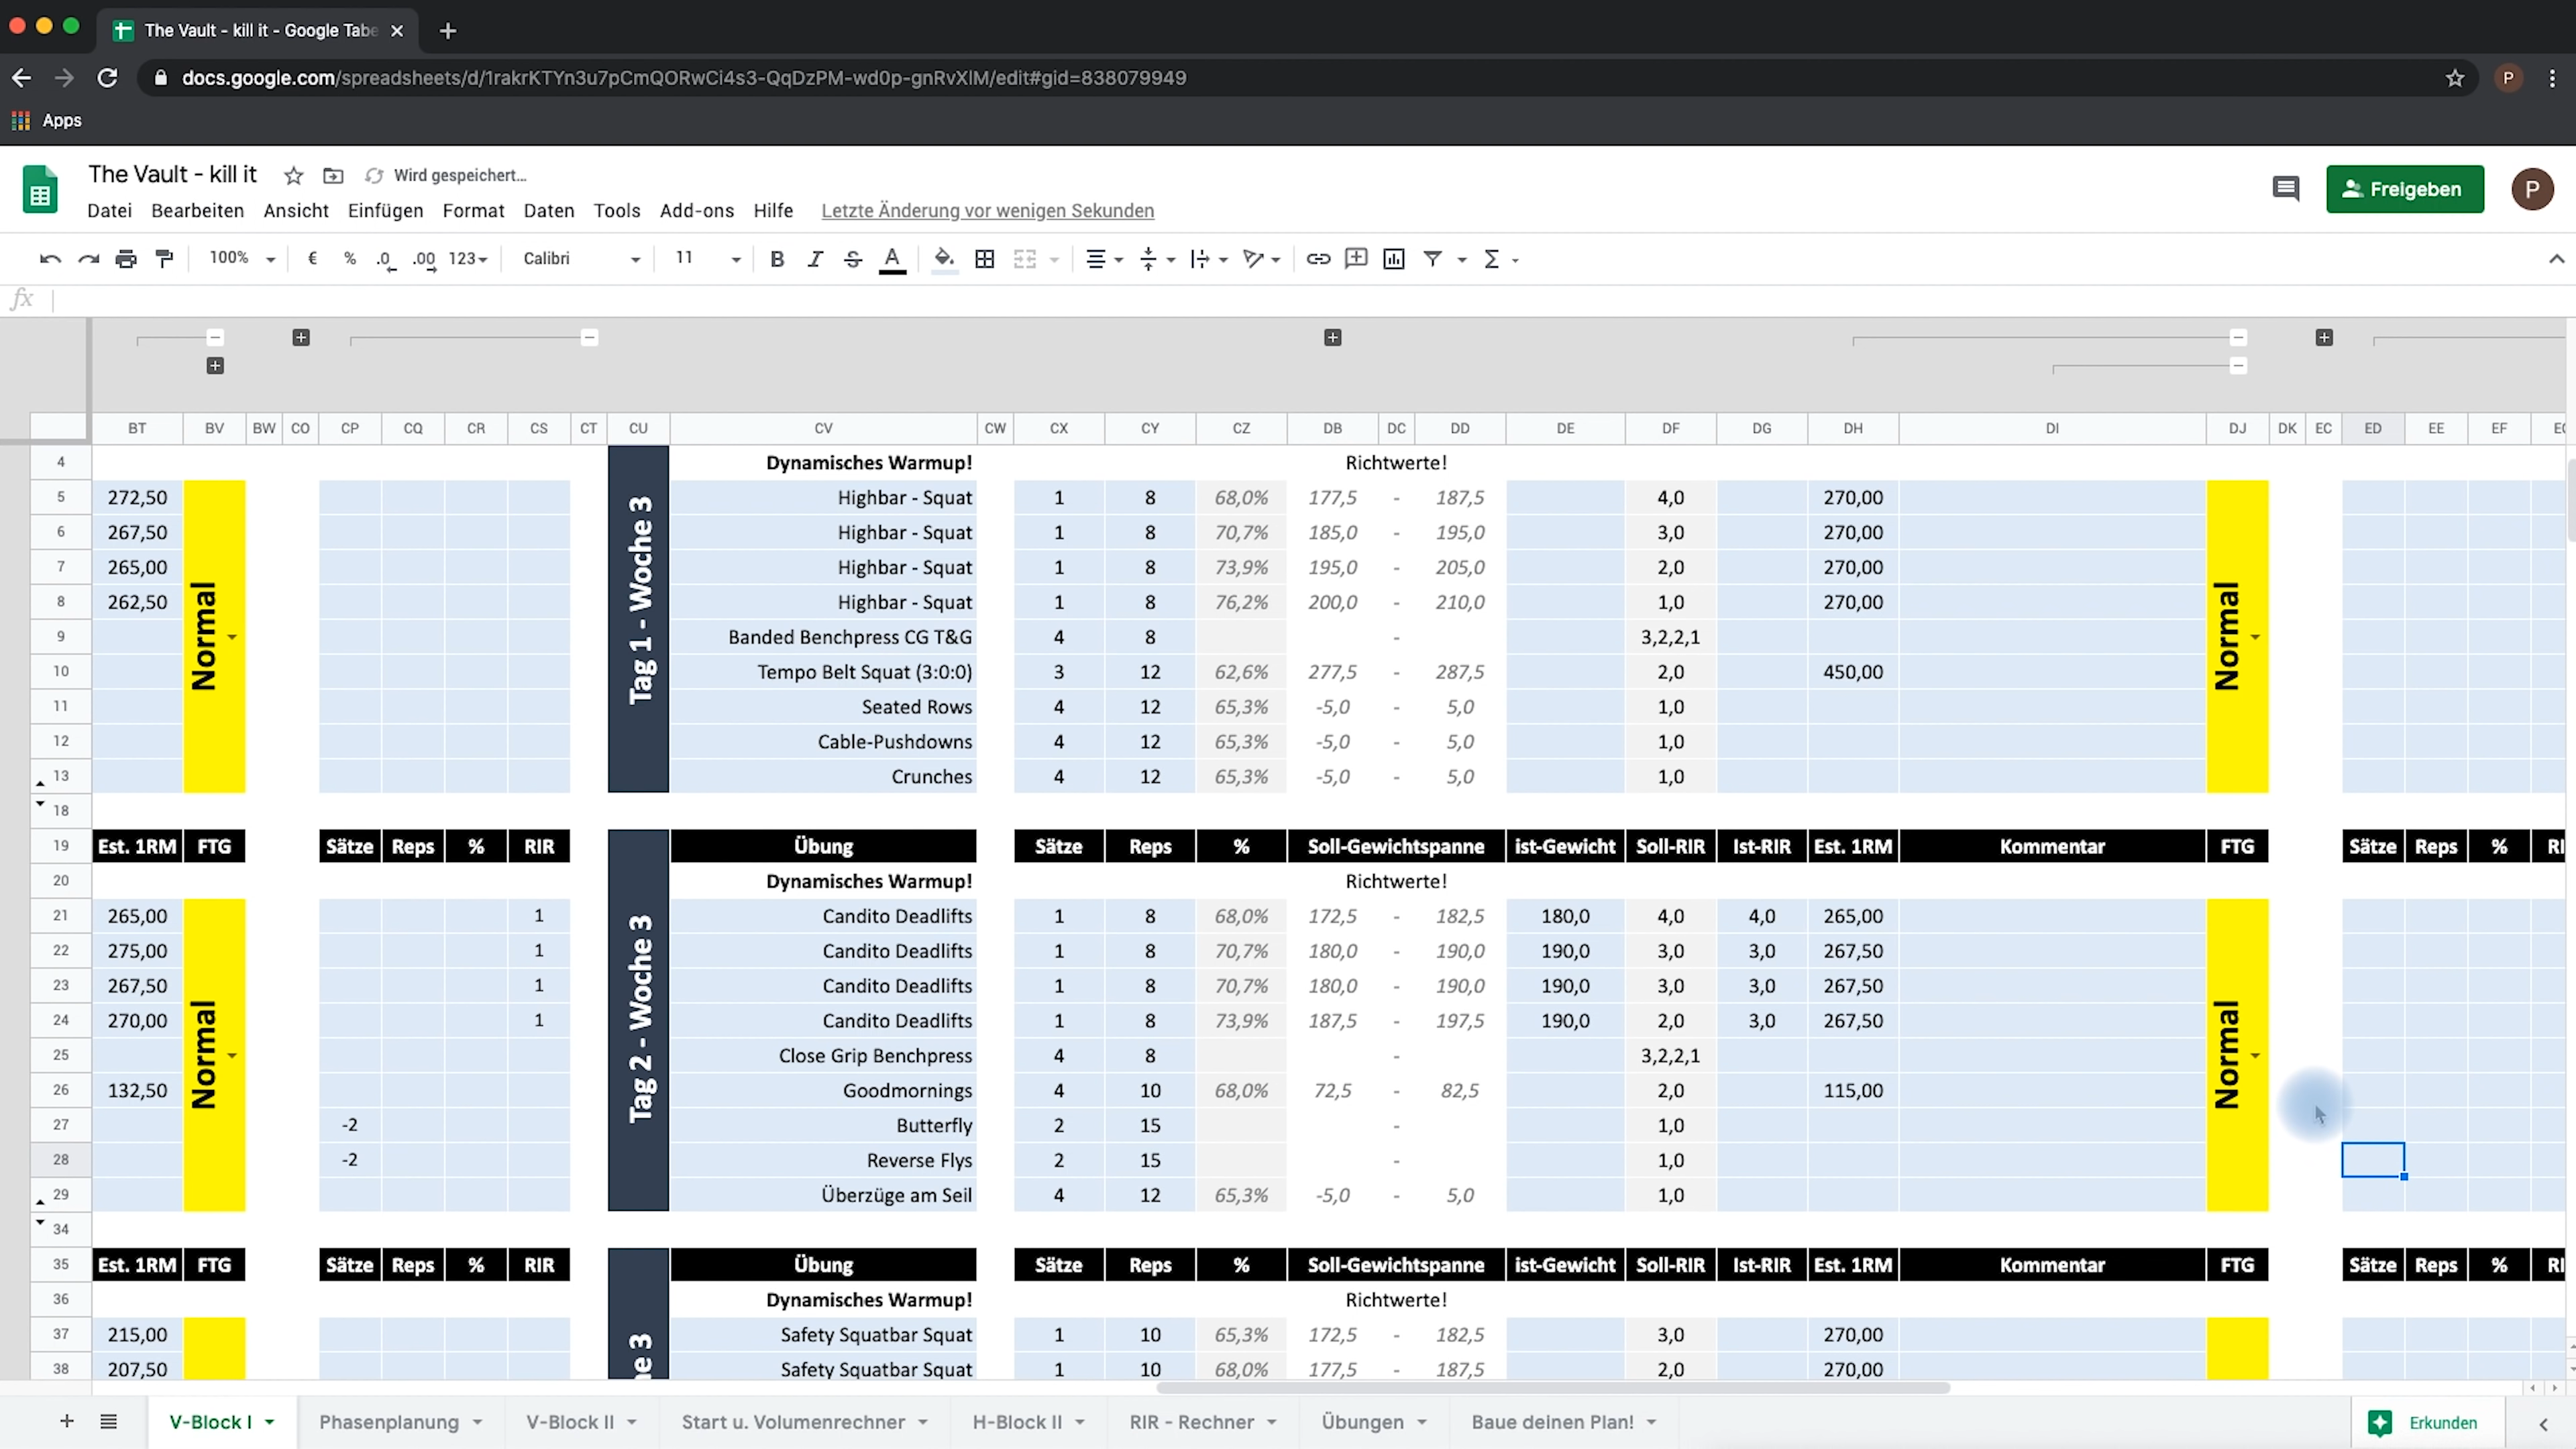 The Vault - kill it - Google Tabe
docs.google.com/spreadsheets/d/1rakrKTYn3u7pCmQORwCi4s3-QqDzPM-wd0p-gnRvXlM/edit#gid=838079949
P
Apps
The Vault - kill it Wird gespeichert...
Datei Bearbeiten Ansicht Einfügen Format Daten Tools Add-ons Hilfe Letzte Änderung vor wenigen Sekunden
Freigeben P
100% € % .0 .00 123 Calibri 11 B I S A Σ
fx
BT BV BW CO CP CQ CR CS CT CU CV CW CX CY CZ DB DC DD DE DF DG DH DI DJ DK EC ED EE EF
4 Dynamisches Warmup! Richtwerte!
5 272,50 Highbar - Squat 1 8 68,0% 177,5 - 187,5 4,0 270,00
6 267,50 Highbar - Squat 1 8 70,7% 185,0 - 195,0 3,0 270,00
7 265,00 Highbar - Squat 1 8 73,9% 195,0 - 205,0 2,0 270,00
8 262,50 Highbar - Squat 1 8 76,2% 200,0 - 210,0 1,0 270,00
9 Normal Tag 1 - Woche 3 Banded Benchpress CG T&G 4 8 - 3,2,2,1 Normal
10 Tempo Belt Squat (3:0:0) 3 12 62,6% 277,5 - 287,5 2,0 450,00
11 Seated Rows 4 12 65,3% -5,0 - 5,0 1,0
12 Cable-Pushdowns 4 12 65,3% -5,0 - 5,0 1,0
13 Crunches 4 12 65,3% -5,0 - 5,0 1,0
18
19 Est. 1RM FTG Sätze Reps % RIR Übung Sätze Reps % Soll-Gewichtspanne ist-Gewicht Soll-RIR Ist-RIR Est. 1RM Kommentar FTG Sätze Reps % RI
20 Dynamisches Warmup! Richtwerte!
21 265,00 1 Candito Deadlifts 1 8 68,0% 172,5 - 182,5 180,0 4,0 4,0 265,00
22 275,00 1 Candito Deadlifts 1 8 70,7% 180,0 - 190,0 190,0 3,0 3,0 267,50
23 267,50 1 Candito Deadlifts 1 8 70,7% 180,0 - 190,0 190,0 3,0 3,0 267,50
24 270,00 1 Candito Deadlifts 1 8 73,9% 187,5 - 197,5 190,0 2,0 3,0 267,50
25 Normal Tag 2 - Woche 3 Close Grip Benchpress 4 8 - 3,2,2,1 Normal
26 132,50 Goodmornings 4 10 68,0% 72,5 - 82,5 2,0 115,00
27 -2 Butterfly 2 15 - 1,0
28 -2 Reverse Flys 2 15 - 1,0
29 Überzüge am Seil 4 12 65,3% -5,0 - 5,0 1,0
34
35 Est. 1RM FTG Sätze Reps % RIR Übung Sätze Reps % Soll-Gewichtspanne ist-Gewicht Soll-RIR Ist-RIR Est. 1RM Kommentar FTG Sätze Reps % RI
36 Dynamisches Warmup! Richtwerte!
37 215,00 Safety Squatbar Squat 1 10 65,3% 172,5 - 182,5 3,0 270,00
38 207,50 he 3 Safety Squatbar Squat 1 10 68,0% 177,5 - 187,5 2,0 270,00
V-Block I Phasenplanung V-Block II Start u. Volumenrechner H-Block II RIR - Rechner Übungen Baue deinen Plan! Erkunden